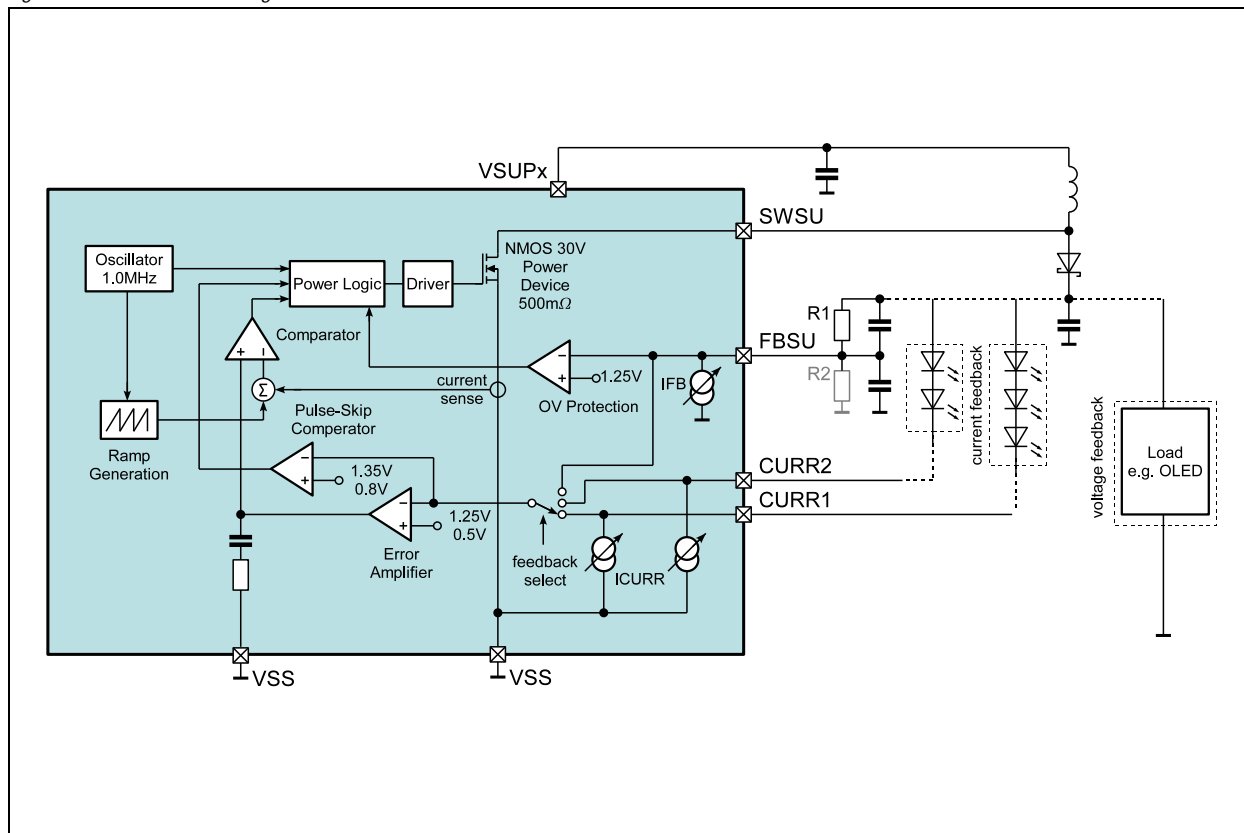 VSUPx
SWSU
Oscillator
1.0MHz
Power Logic
Driver
NMOS 30V
Power
Device
500mΩ
Comparator
+
−
R1
FBSU
−
+
1.25V
IFB
R2
OV Protection
Σ
current
sense
Ramp
Generation
Pulse-Skip
Comperator
−
+
1.35V
0.8V
current feedback
Load
e.g. OLED
voltage feedback
CURR2
CURR1
−
+
1.25V
0.5V
Error
Amplifier
feedback
select
ICURR
VSS
VSS